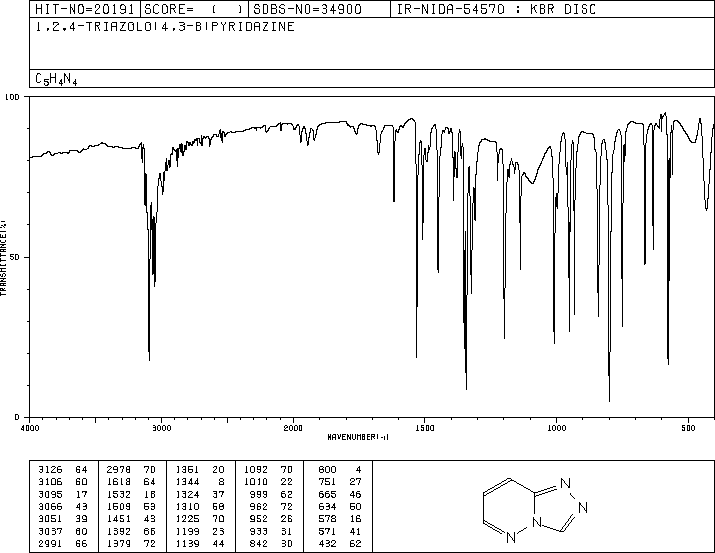 HIT-NO=20191 SCORE= ( ) SDBS-NO=34900 IR-NIDA-54570 : KBR DISC
1,2,4-TRIAZOLO(4,3-B)PYRIDAZINE
C5H4N4
100
50
0
TRANSMITTANCE(%)
4000 3000 2000 1500 1000 500
WAVENUMBER(-1)
3126 64 2978 70 1351 20 1092 70 800 4
3106 60 1618 64 1344 8 1010 22 751 27
3095 17 1532 18 1324 37 999 62 665 46
3066 43 1509 53 1310 58 962 72 634 50
3051 39 1451 43 1225 70 952 26 578 16
3037 60 1392 66 1199 23 933 31 571 41
2991 66 1379 72 1139 44 842 30 432 62
N
N
N
N